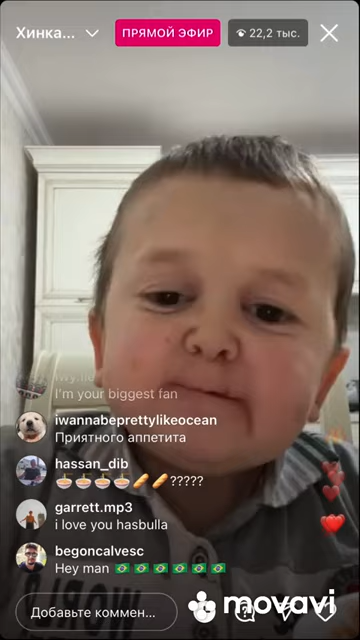 Хинка...
ПРЯМОЙ ЭФИР
22,2 тыс.
I'm your biggest fan
iwannabeprettylikeocean
Приятного аппетита
hassan_dib
🍜🍜🍜🍜🥖🥖?????
garrett.mp3
i love you hasbulla
begoncalvesc
Hey man 🇧🇷🇧🇷🇧🇷🇧🇷🇧🇷🇧🇷
Добавьте коммен...
movavi